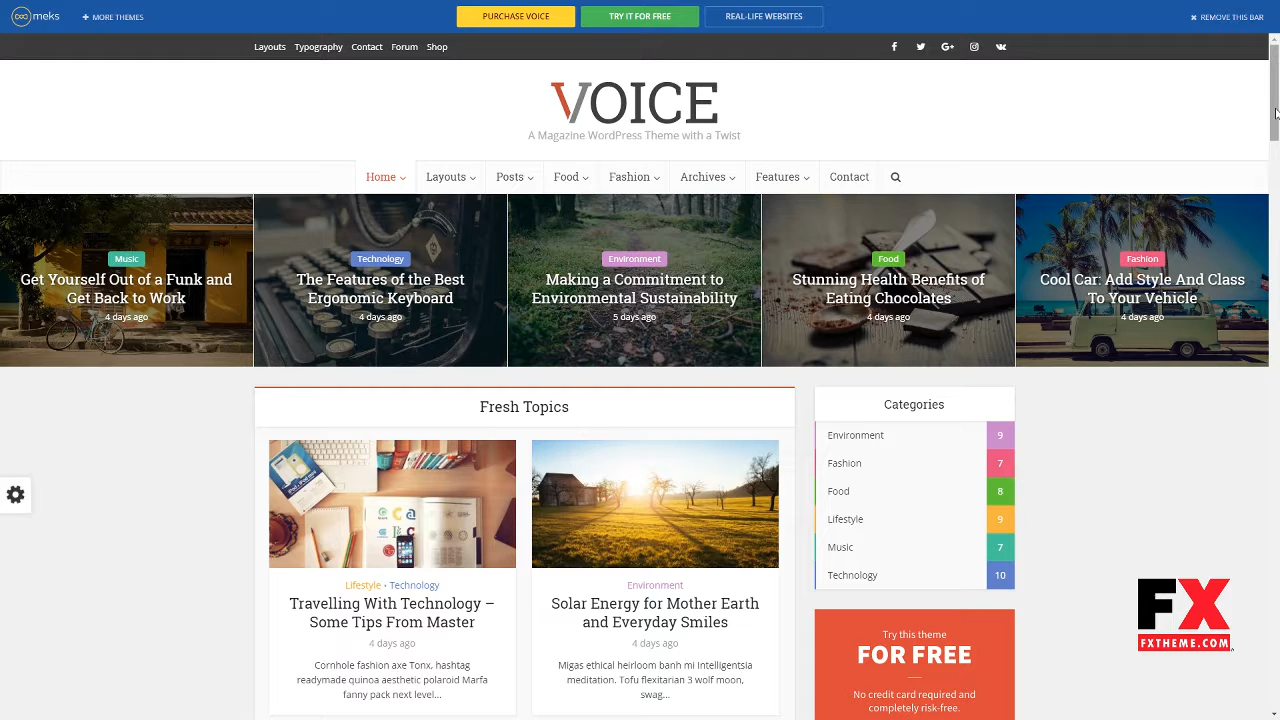 meks
+ MORE THEMES
PURCHASE VOICE
TRY IT FOR FREE
REAL-LIFE WEBSITES
✖ REMOVE THIS BAR
Layouts Typography Contact Forum Shop
VOICE
A Magazine WordPress Theme with a Twist
Home Layouts Posts Food Fashion Archives Features Contact
Music
Get Yourself Out of a Funk and
Get Back to Work
4 days ago
Technology
The Features of the Best
Ergonomic Keyboard
4 days ago
Environment
Making a Commitment to
Environmental Sustainability
5 days ago
Food
Stunning Health Benefits of
Eating Chocolates
4 days ago
Fashion
Cool Car: Add Style And Class
To Your Vehicle
4 days ago
Fresh Topics
Lifestyle • Technology
Travelling With Technology –
Some Tips From Master
4 days ago
Cornhole fashion axe Tonx, hashtag
readymade quinoa aesthetic polaroid Marfa
fanny pack next level...
Environment
Solar Energy for Mother Earth
and Everyday Smiles
4 days ago
Migas ethical heirloom banh mi Intelligentsia
meditation. Tofu flexitarian 3 wolf moon,
swag...
Categories
Environment 9
Fashion 7
Food 8
Lifestyle 9
Music 7
Technology 10
Try this theme
FOR FREE
No credit card required and
completely risk-free.
FX
FXTHEME.COM